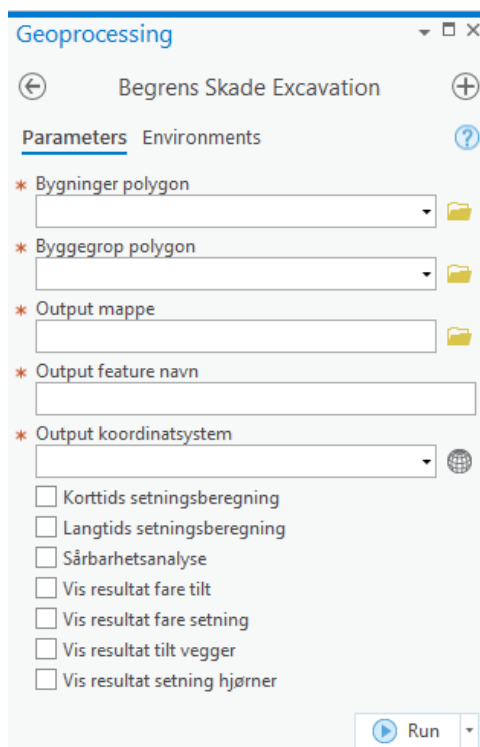 Geoprocessing
Begrens Skade Excavation
Parameters Environments
* Bygninger polygon
* Byggegrop polygon
* Output mappe
* Output feature navn
* Output koordinatsystem
Korttids setningsberegning
Langtids setningsberegning
Sårbarhetsanalyse
Vis resultat fare tilt
Vis resultat fare setning
Vis resultat tilt vegger
Vis resultat setning hjørner
Run